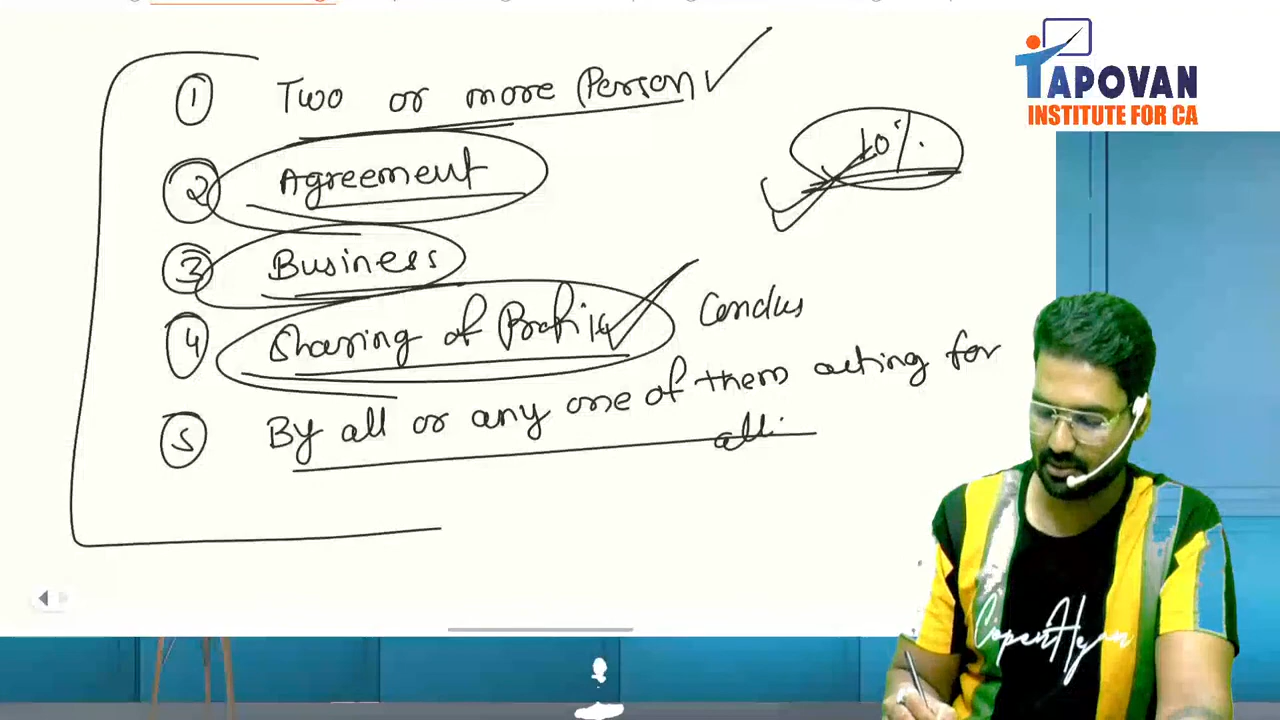 TAPOVAN
INSTITUTE FOR CA
① Two or more Person
10%
② Agreement
③ Business
④ Sharing of Profit
⑤ By all or any one of them acting for
all
CopenHgan